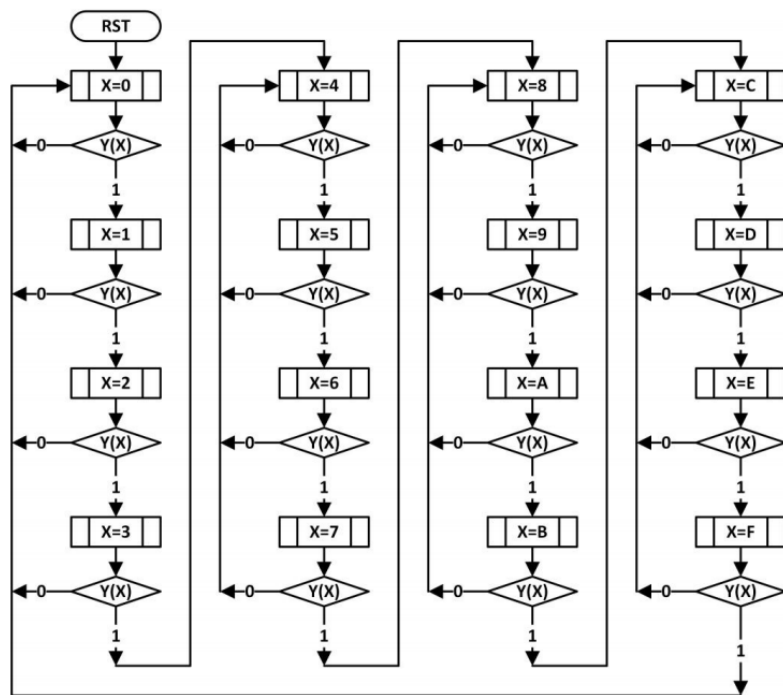 RST
X=0
X=4
X=8
X=C
0 Y(X)
0 Y(X)
0 Y(X)
0 Y(X)
1
1
1
1
X=1
X=5
X=9
X=D
0 Y(X)
0 Y(X)
0 Y(X)
0 Y(X)
1
1
1
1
X=2
X=6
X=A
X=E
0 Y(X)
0 Y(X)
0 Y(X)
0 Y(X)
1
1
1
1
X=3
X=7
X=B
X=F
0 Y(X)
0 Y(X)
0 Y(X)
0 Y(X)
1
1
1
1